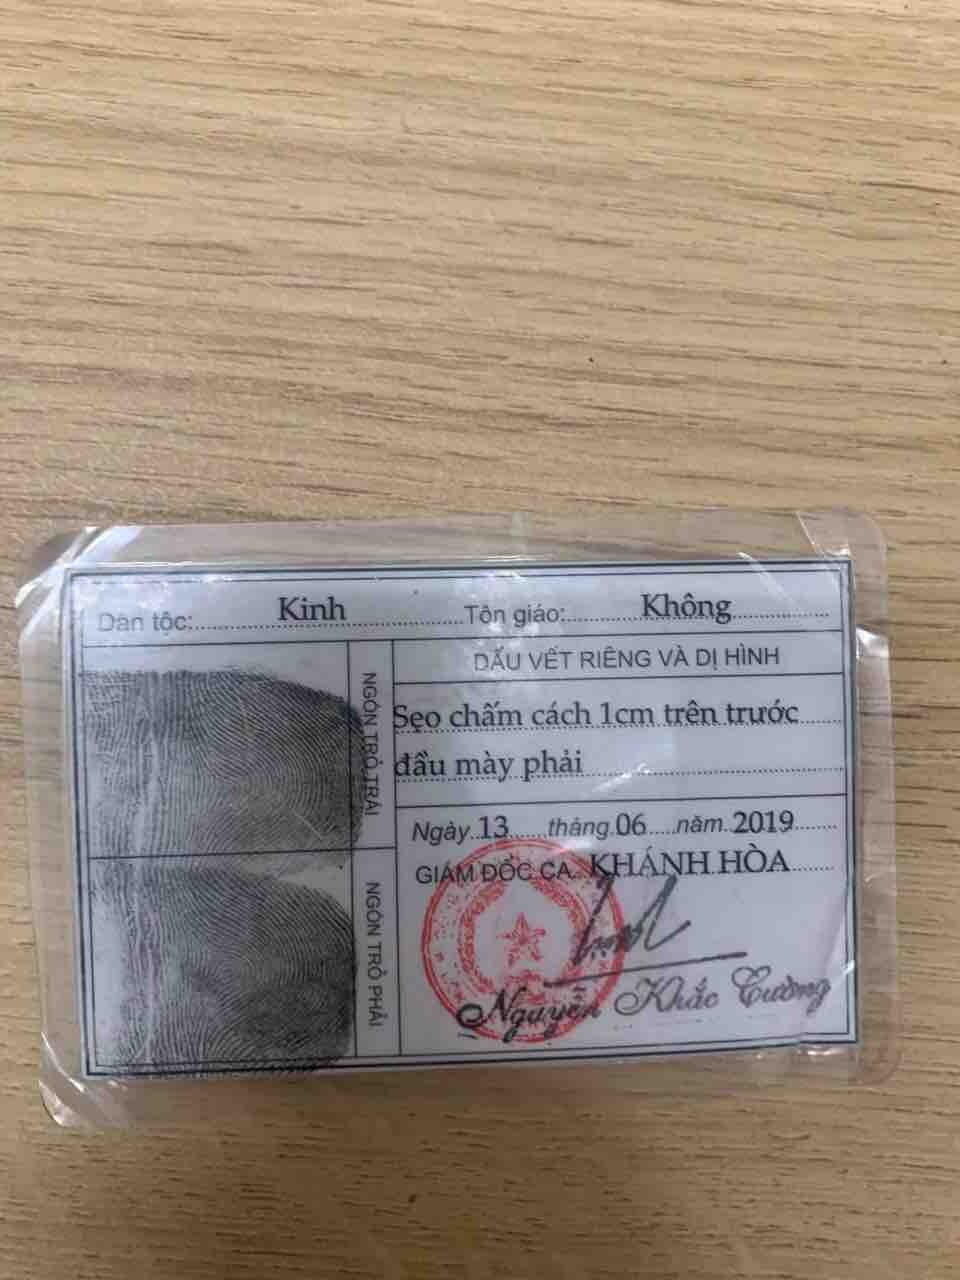 Dân tộc: Kinh Tôn giáo: Không
NGÓN TRỎ TRÁI
NGÓN TRỎ PHẢI
DẤU VẾT RIÊNG VÀ DỊ HÌNH
Sẹo chấm cách 1cm trên trước
đầu mày phải
Ngày 13 tháng 06 năm 2019
GIÁM ĐỐC CA. KHÁNH HÒA
Nguyễn Khắc Cường